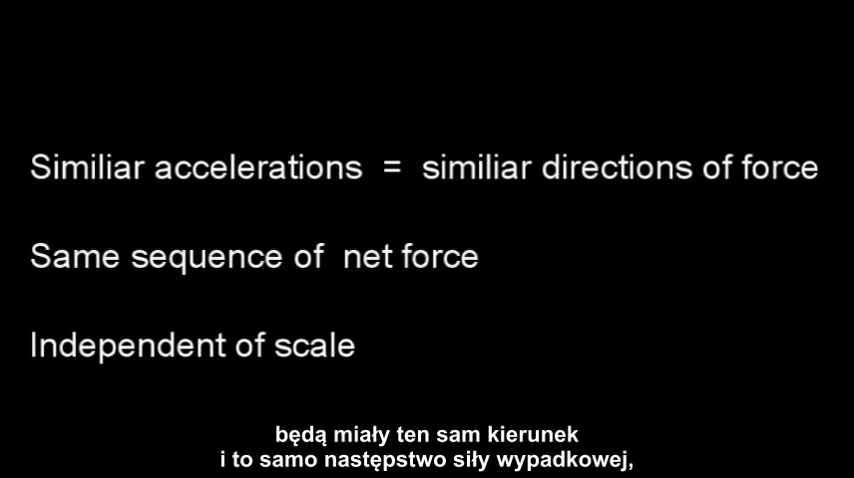 Similiar accelerations = similiar directions of force
Same sequence of net force
Independent of scale
będą miały ten sam kierunek
i to samo następstwo siły wypadkowej,